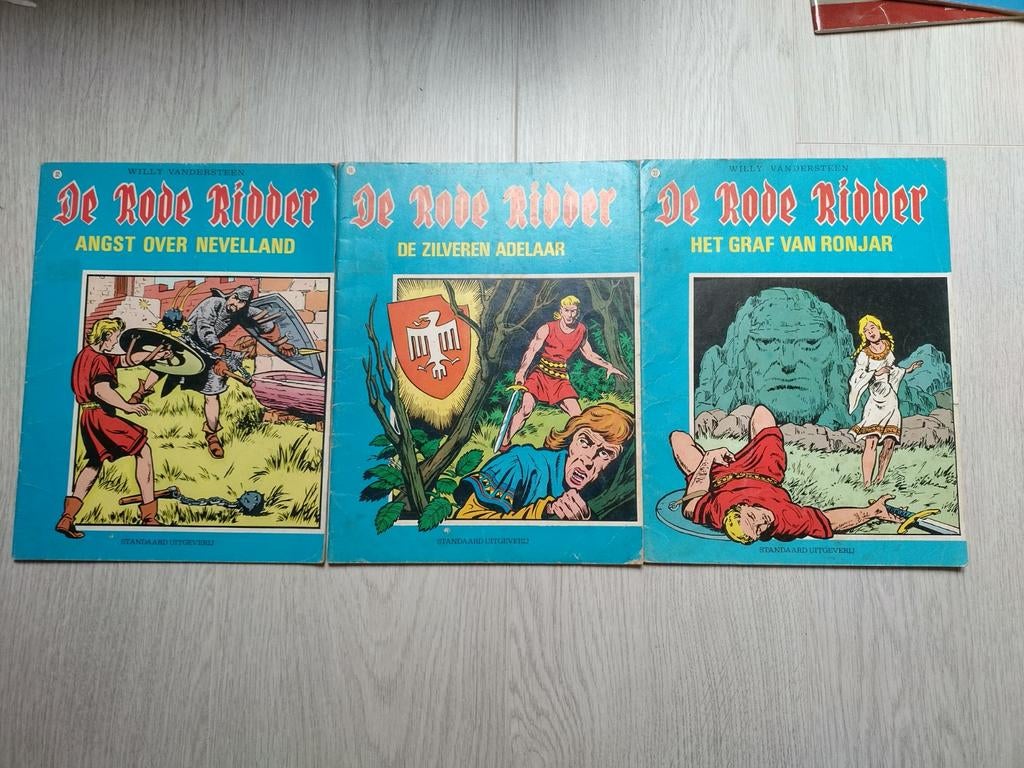 WILLY VANDERSTEEN
De Rode Ridder
ANGST OVER NEVELLAND
STANDAARD UITGEVERIJ
De Rode Ridder
DE ZILVEREN ADELAAR
STANDAARD UITGEVERIJ
WILLY VANDERSTEEN
De Rode Ridder
HET GRAF VAN RONJAR
STANDAARD UITGEVERIJ